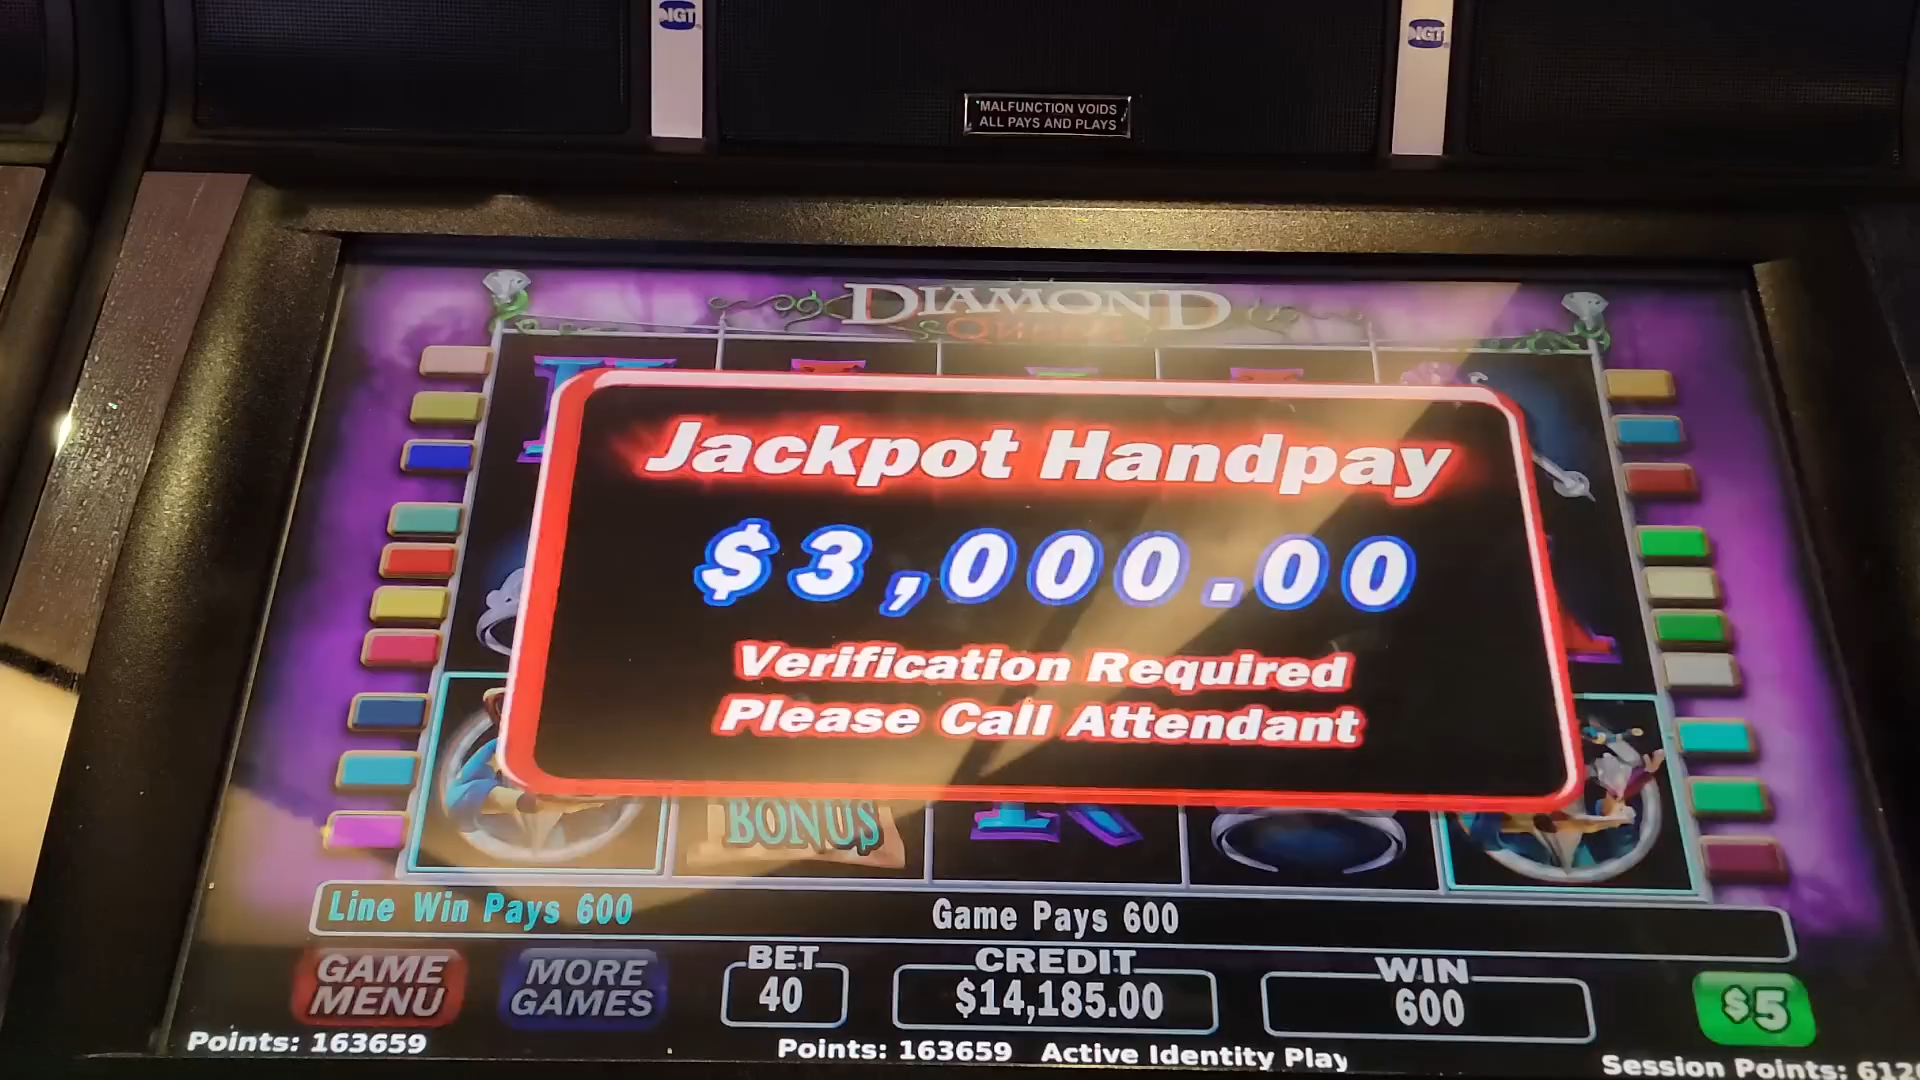 IGT
IGT
MALFUNCTION VOIDS
ALL PAYS AND PLAYS
DIAMOND
Queen
Jackpot Handpay
$3,000.00
Verification Required
Please Call Attendant
BONUS
Line Win Pays 600
Game Pays 600
GAME
MENU
MORE
GAMES
BET
40
CREDIT
$14,185.00
WIN
600
$5
Points: 163659
Points: 163659 Active Identity Play
Session Points: